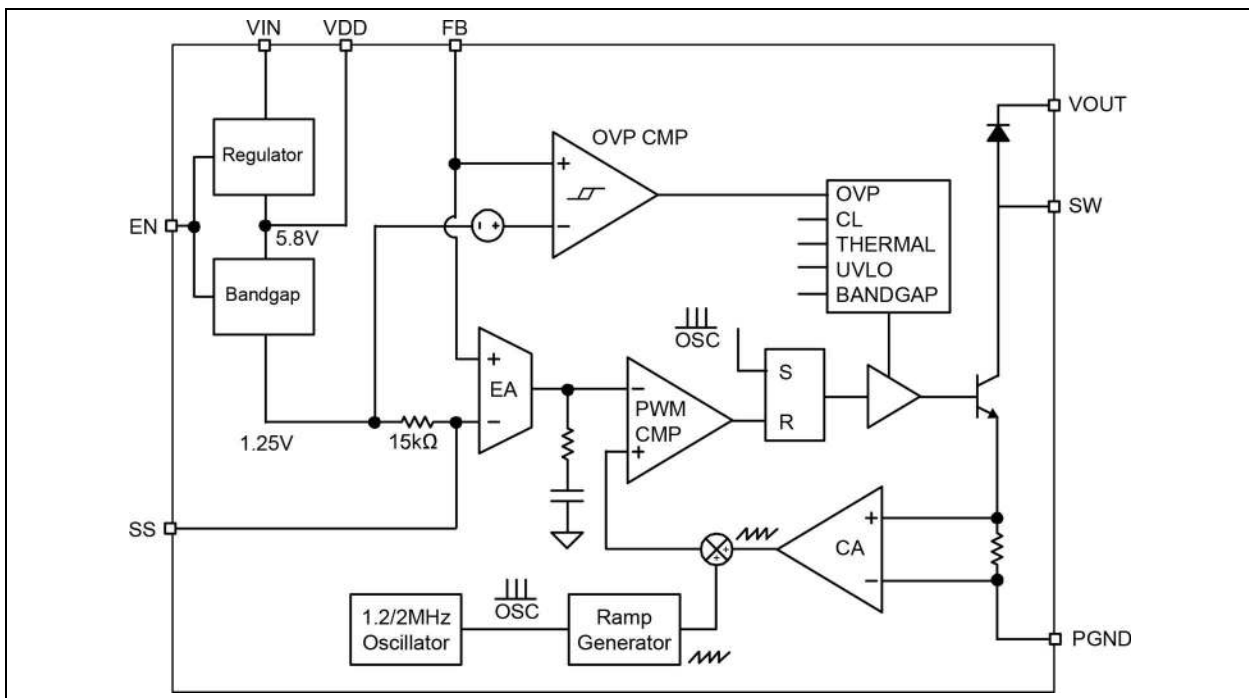 VIN
VDD
FB
VOUT
OVP CMP
Regulator
+
OVP
SW
CL
EN
5.8V
- +
−
THERMAL
UVLO
Bandgap
BANDGAP
OSC
+
S
EA
−
PWM
CMP
R
1.25V
15kΩ
−
+
SS
+
CA
−
+
+
OSC
1.2/2MHz
Oscillator
Ramp
Generator
PGND